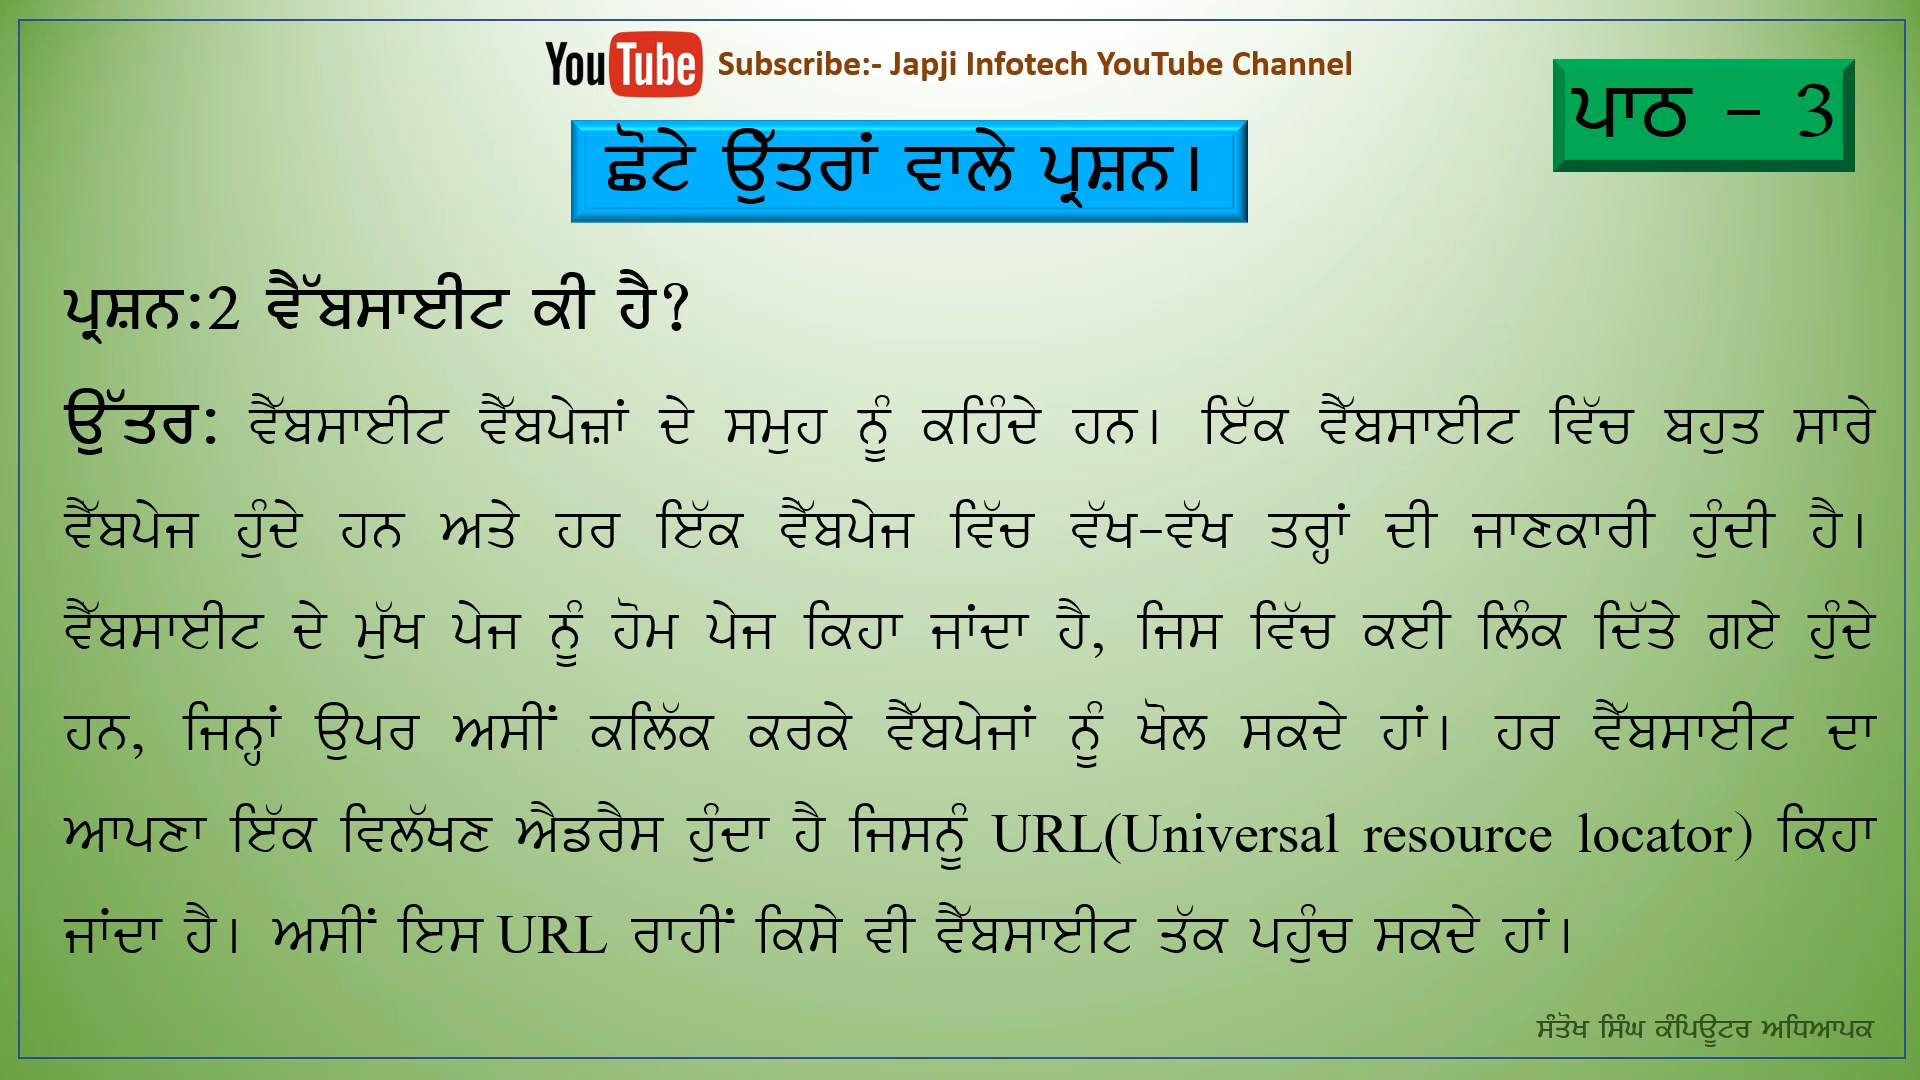 YouTube Subscribe:- Japji Infotech YouTube Channel
ਪਾਠ - 3
ਛੋਟੇ ਉੱਤਰਾਂ ਵਾਲੇ ਪ੍ਰਸ਼ਨ।
ਪ੍ਰਸ਼ਨ:2 ਵੈੱਬਸਾਈਟ ਕੀ ਹੈ?
ਉੱਤਰ: ਵੈੱਬਸਾਈਟ ਵੈੱਬਪੇਜ਼ਾਂ ਦੇ ਸਮੁਹ ਨੂੰ ਕਹਿੰਦੇ ਹਨ। ਇੱਕ ਵੈੱਬਸਾਈਟ ਵਿੱਚ ਬਹੁਤ ਸਾਰੇ
ਵੈੱਬਪੇਜ ਹੁੰਦੇ ਹਨ ਅਤੇ ਹਰ ਇੱਕ ਵੈੱਬਪੇਜ ਵਿੱਚ ਵੱਖ-ਵੱਖ ਤਰ੍ਹਾਂ ਦੀ ਜਾਣਕਾਰੀ ਹੁੰਦੀ ਹੈ।
ਵੈੱਬਸਾਈਟ ਦੇ ਮੁੱਖ ਪੇਜ ਨੂੰ ਹੋਮ ਪੇਜ ਕਿਹਾ ਜਾਂਦਾ ਹੈ, ਜਿਸ ਵਿੱਚ ਕਈ ਲਿੰਕ ਦਿੱਤੇ ਗਏ ਹੁੰਦੇ
ਹਨ, ਜਿਨ੍ਹਾਂ ਉਪਰ ਅਸੀਂ ਕਲਿੱਕ ਕਰਕੇ ਵੈੱਬਪੇਜਾਂ ਨੂੰ ਖੋਲ ਸਕਦੇ ਹਾਂ। ਹਰ ਵੈੱਬਸਾਈਟ ਦਾ
ਆਪਣਾ ਇੱਕ ਵਿਲੱਖਣ ਐਡਰੈਸ ਹੁੰਦਾ ਹੈ ਜਿਸਨੂੰ URL(Universal resource locator) ਕਿਹਾ
ਜਾਂਦਾ ਹੈ। ਅਸੀਂ ਇਸ URL ਰਾਹੀਂ ਕਿਸੇ ਵੀ ਵੈੱਬਸਾਈਟ ਤੱਕ ਪਹੁੰਚ ਸਕਦੇ ਹਾਂ।
ਸੰਤੋਖ ਸਿੰਘ ਕੰਪਿਊਟਰ ਅਧਿਆਪਕ